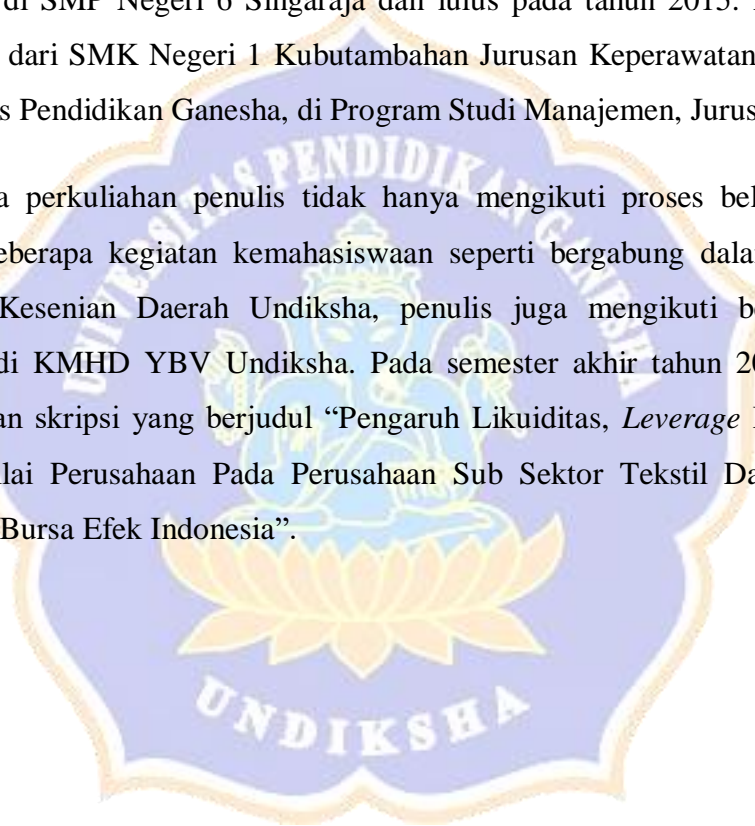 di SMP Negeri 6 Singaraja dan lulus pada tahun 2015.
dari SMK Negeri 1 Kubutambahan Jurusan Keperawatan
s Pendidikan Ganesha, di Program Studi Manajemen, Jurus
a perkuliahan penulis tidak hanya mengikuti proses bel
eberapa kegiatan kemahasiswaan seperti bergabung dala
Kesenian Daerah Undiksha, penulis juga mengikuti be
di KMHD YBV Undiksha. Pada semester akhir tahun 20
an skripsi yang berjudul “Pengaruh Likuiditas, Leverage
lai Perusahaan Pada Perusahaan Sub Sektor Tekstil Da
Bursa Efek Indonesia”.
UNIVERSITAS PENDIDIKAN GANESHA
UNDIKSHA